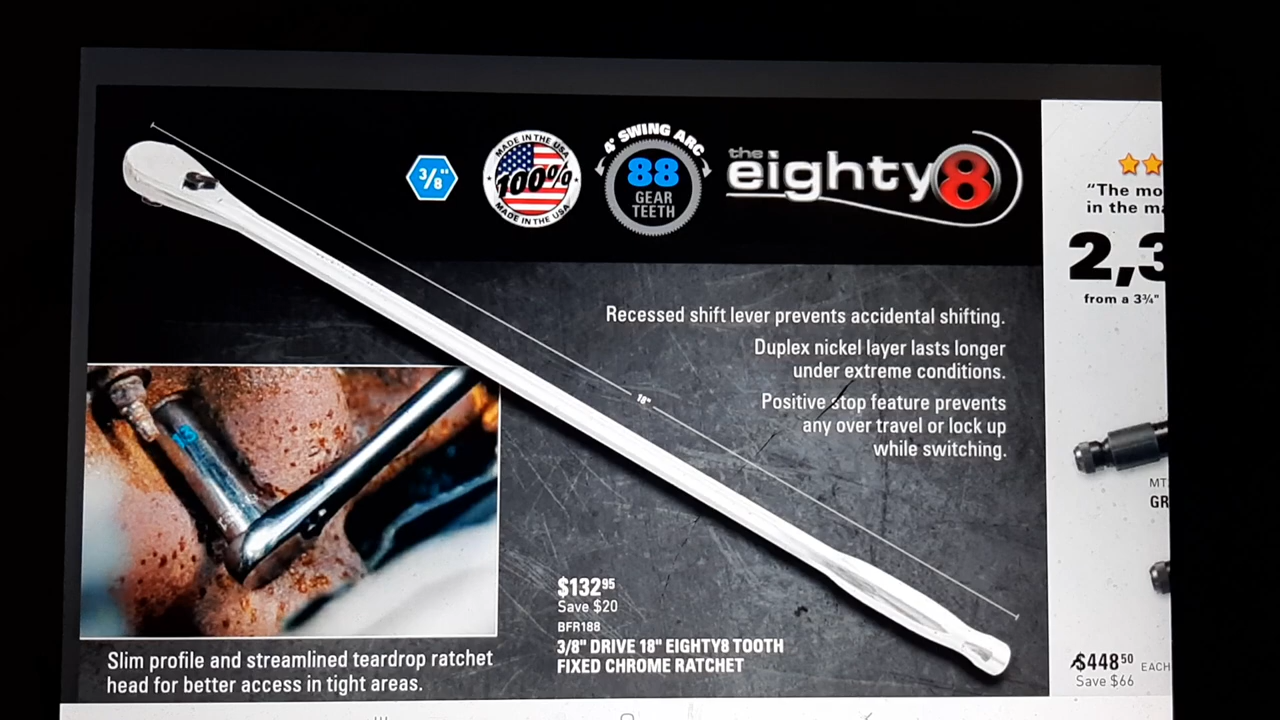 3/8"
MADE IN THE USA
100%
MADE IN THE USA
4° SWING ARC
88
GEAR
TEETH
the
eighty8
Recessed shift lever prevents accidental shifting.
Duplex nickel layer lasts longer
under extreme conditions.
Positive stop feature prevents
any over travel or lock up
while switching.
18"
$132.95
Save $20
BFR188
3/8" DRIVE 18" EIGHTY8 TOOTH
FIXED CHROME RATCHET
Slim profile and streamlined teardrop ratchet
head for better access in tight areas.
"The mo
in the ma
2,3
from a 3¾"
MT
GR
$448.50 EACH
Save $66